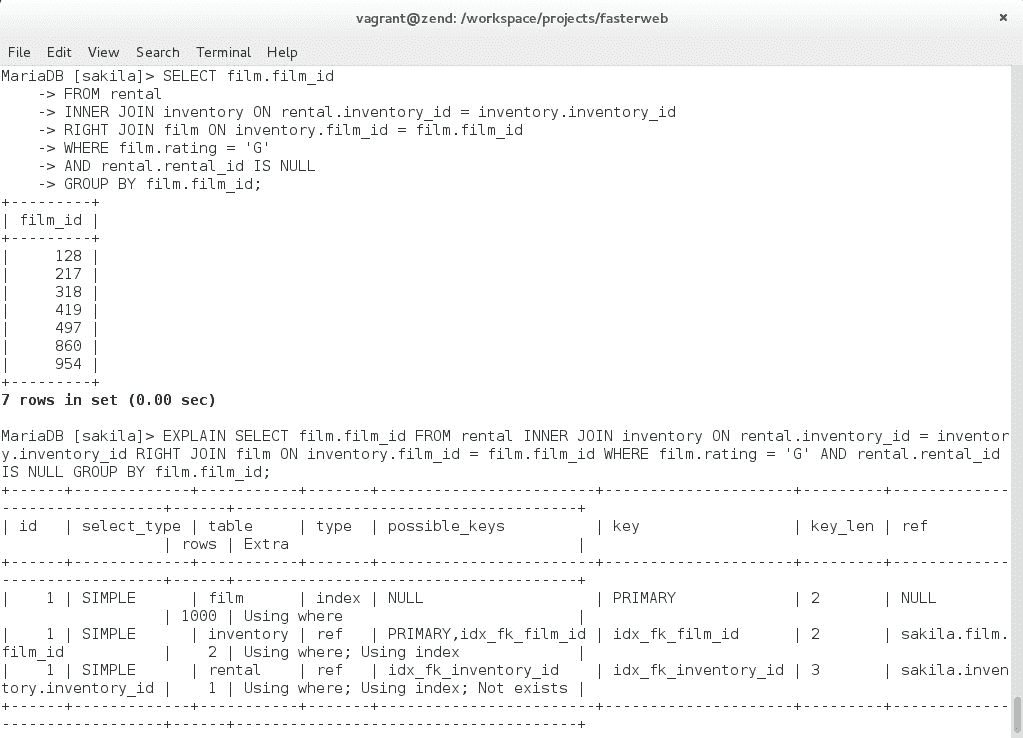 vagrant@zend: /workspace/projects/fasterweb ×
File Edit View Search Terminal Help
MariaDB [sakila]> SELECT film.film_id
    -> FROM rental
    -> INNER JOIN inventory ON rental.inventory_id = inventory.inventory_id
    -> RIGHT JOIN film ON inventory.film_id = film.film_id
    -> WHERE film.rating = 'G'
    -> AND rental.rental_id IS NULL
    -> GROUP BY film.film_id;
+---------+
| film_id |
+---------+
|     128 |
|     217 |
|     318 |
|     419 |
|     497 |
|     860 |
|     954 |
+---------+
7 rows in set (0.00 sec)

MariaDB [sakila]> EXPLAIN SELECT film.film_id FROM rental INNER JOIN inventory ON rental.inventory_id = inventor
y.inventory_id RIGHT JOIN film ON inventory.film_id = film.film_id WHERE film.rating = 'G' AND rental.rental_id
IS NULL GROUP BY film.film_id;
+------+-------------+-----------+-------+------------------------+---------------------+---------+-------------
------------------+------+--------------------------------------+
| id   | select_type | table     | type  | possible_keys          | key                 | key_len | ref
                  | rows | Extra                                |
+------+-------------+-----------+-------+------------------------+---------------------+---------+-------------
------------------+------+--------------------------------------+
|    1 | SIMPLE      | film      | index | NULL                   | PRIMARY             | 2       | NULL
                  | 1000 | Using where                          |
|    1 | SIMPLE      | inventory | ref   | PRIMARY,idx_fk_film_id | idx_fk_film_id      | 2       | sakila.film.
film_id           |    2 | Using where; Using index             |
|    1 | SIMPLE      | rental    | ref   | idx_fk_inventory_id    | idx_fk_inventory_id | 3       | sakila.inven
tory.inventory_id |    1 | Using where; Using index; Not exists |
+------+-------------+-----------+-------+------------------------+---------------------+---------+-------------
------------------+------+--------------------------------------+